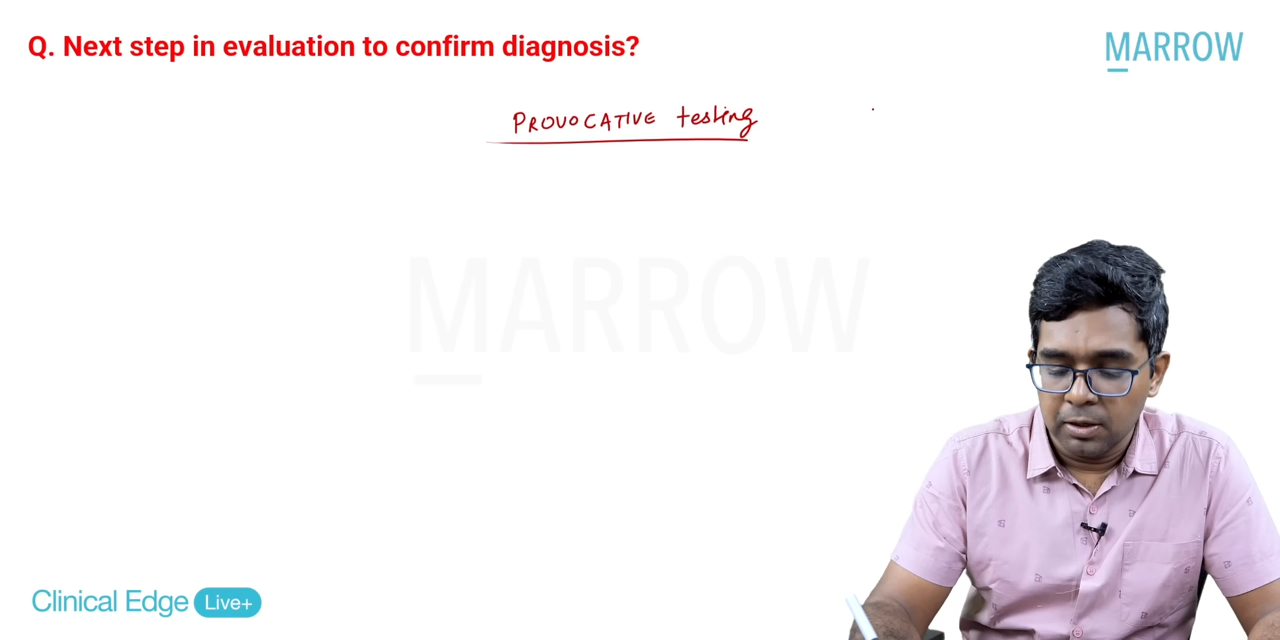 Q. Next step in evaluation to confirm diagnosis?
MARROW
PROVOCATIVE testing
MARROW
Clinical Edge Live+